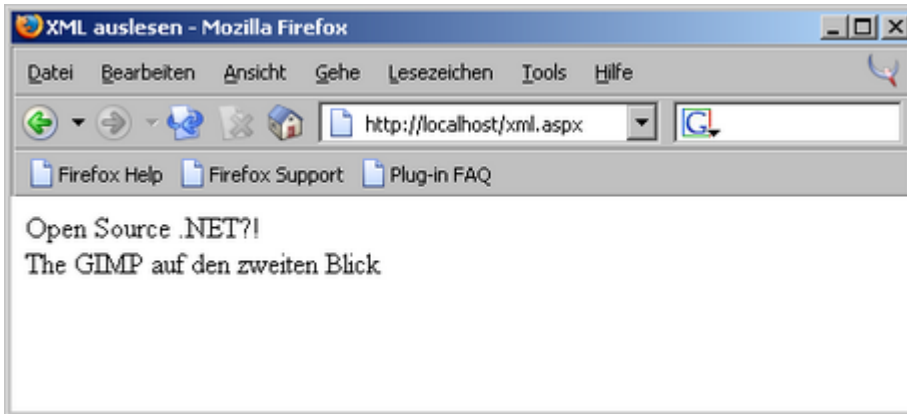 XML auslesen - Mozilla Firefox
Datei Bearbeiten Ansicht Gehe Lesezeichen Tools Hilfe
http://localhost/xml.aspx G
Firefox Help Firefox Support Plug-in FAQ
Open Source .NET?!
The GIMP auf den zweiten Blick